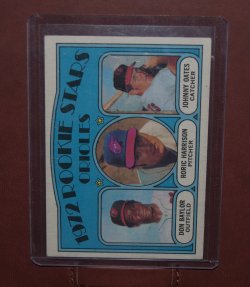 1972 ROOKIE STARS
ORIOLES
JOHNNY OATES
CATCHER
RORIC HARRISON
PITCHER
DON BAYLOR
OUTFIELD